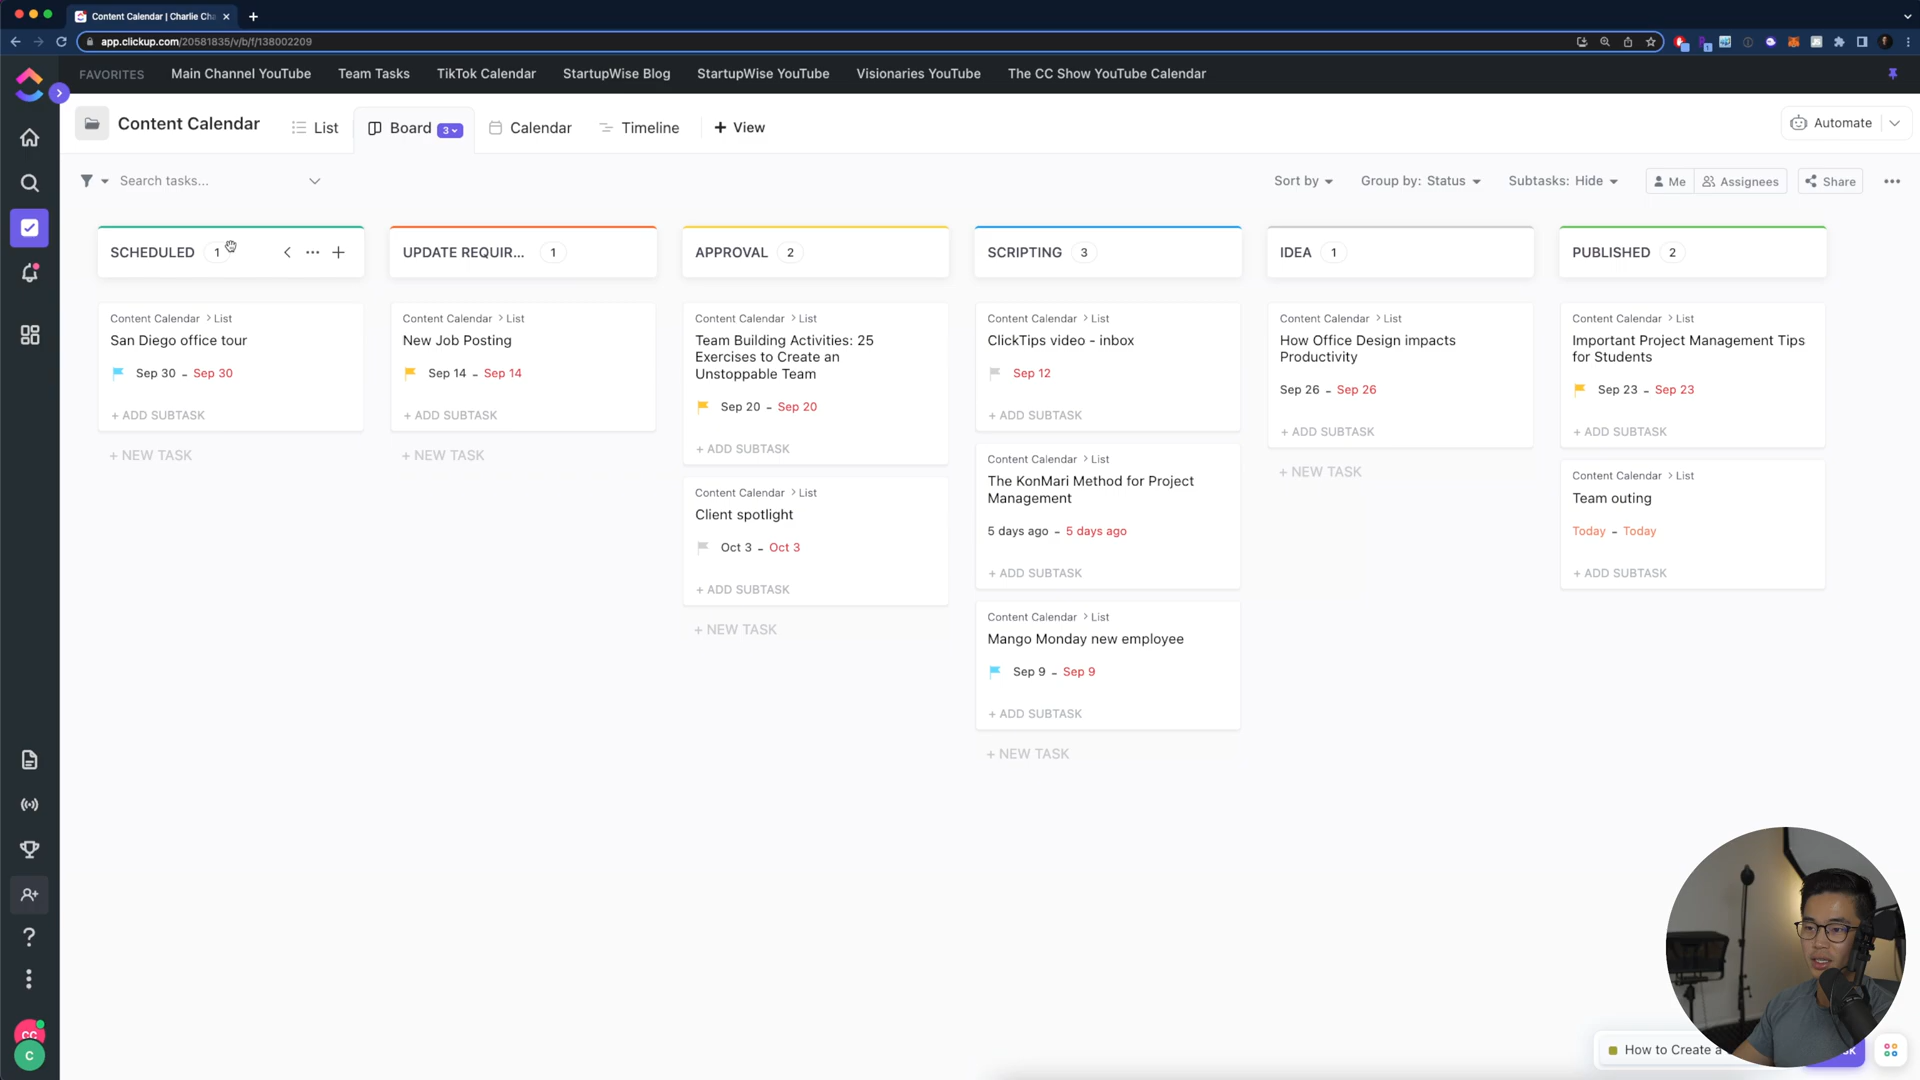 Content Calendar | Charlie Cha
app.clickup.com/20581835/v/b/f/138002209
FAVORITES Main Channel YouTube Team Tasks TikTok Calendar StartupWise Blog StartupWise YouTube Visionaries YouTube The CC Show YouTube Calendar
Content Calendar List Board 3 Calendar Timeline + View Automate
Search tasks... Sort by Group by: Status Subtasks: Hide Me Assignees Share
SCHEDULED 1
Content Calendar > List
San Diego office tour
Sep 30 - Sep 30
+ ADD SUBTASK
+ NEW TASK
UPDATE REQUIR... 1
Content Calendar > List
New Job Posting
Sep 14 - Sep 14
+ ADD SUBTASK
+ NEW TASK
APPROVAL 2
Content Calendar > List
Team Building Activities: 25
Exercises to Create an
Unstoppable Team
Sep 20 - Sep 20
+ ADD SUBTASK
Content Calendar > List
Client spotlight
Oct 3 - Oct 3
+ ADD SUBTASK
+ NEW TASK
SCRIPTING 3
Content Calendar > List
ClickTips video - inbox
Sep 12
+ ADD SUBTASK
Content Calendar > List
The KonMari Method for Project
Management
5 days ago - 5 days ago
+ ADD SUBTASK
Content Calendar > List
Mango Monday new employee
Sep 9 - Sep 9
+ ADD SUBTASK
+ NEW TASK
IDEA 1
Content Calendar > List
How Office Design impacts
Productivity
Sep 26 - Sep 26
+ ADD SUBTASK
+ NEW TASK
PUBLISHED 2
Content Calendar > List
Important Project Management Tips
for Students
Sep 23 - Sep 23
+ ADD SUBTASK
Content Calendar > List
Team outing
Today - Today
+ ADD SUBTASK
CC
C
How to Create a